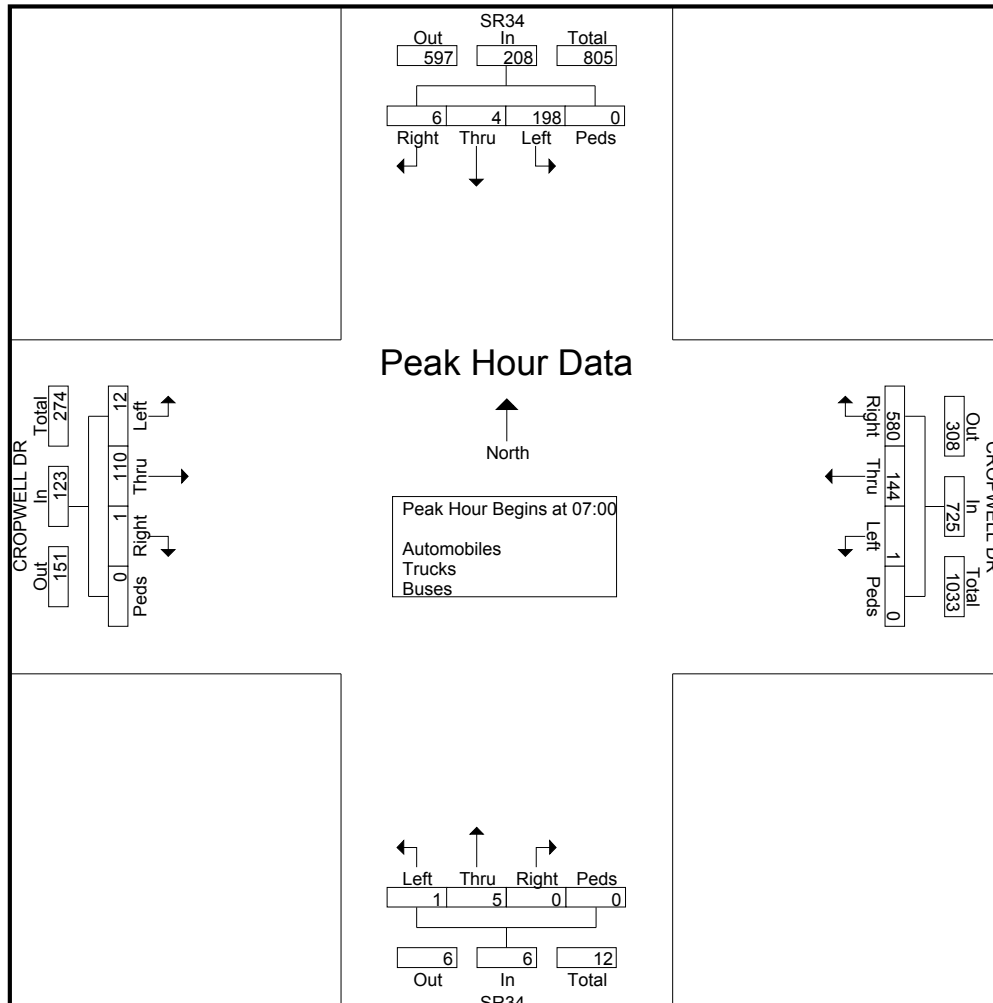 SR34
Out In Total
597 208 805
6 4 198 0
Right Thru Left Peds
Peak Hour Data
North
Peak Hour Begins at 07:00
Automobiles
Trucks
Buses
CROPWELL DR
Out In Total
151 123 274
Left Thru Right Peds
12 110 1 0
Right Thru Left Peds
580 144 1 0
Out In Total
308 725 1033
CROPWELL DR
Left Thru Right Peds
1 5 0 0
6 6 12
Out In Total
SR34